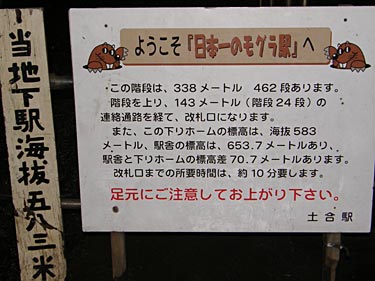 ようこそ『日本一のモグラ駅』へ
この階段は、338メートル 462段あります。
階段を上り、143メートル(階段24段)の
連絡通路を経て、改札口になります。
また、この下りホームの標高は、海抜583
メートル、駅舎の標高は、653.7メートルあり、
駅舎と下りホームの標高差70.7メートルあります。
改札口までの所要時間は、約10分要します。
足元にご注意してお上がり下さい。
土合駅
当地下駅海抜五八三米